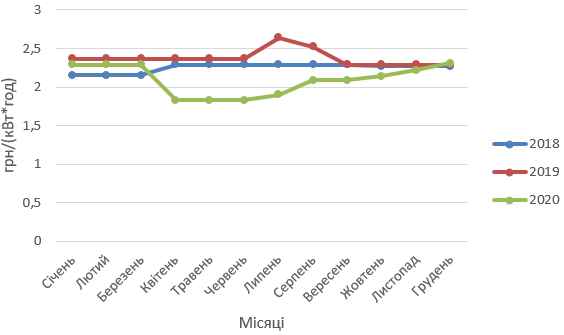 3
2,5
2
1,5
1
0,5
0
грн/(кВт*год)
Січень
Лютий
Березень
Квітень
Травень
Червень
Липень
Серпень
Вересень
Жовтень
Листопад
Грудень
Місяці
2018
2019
2020